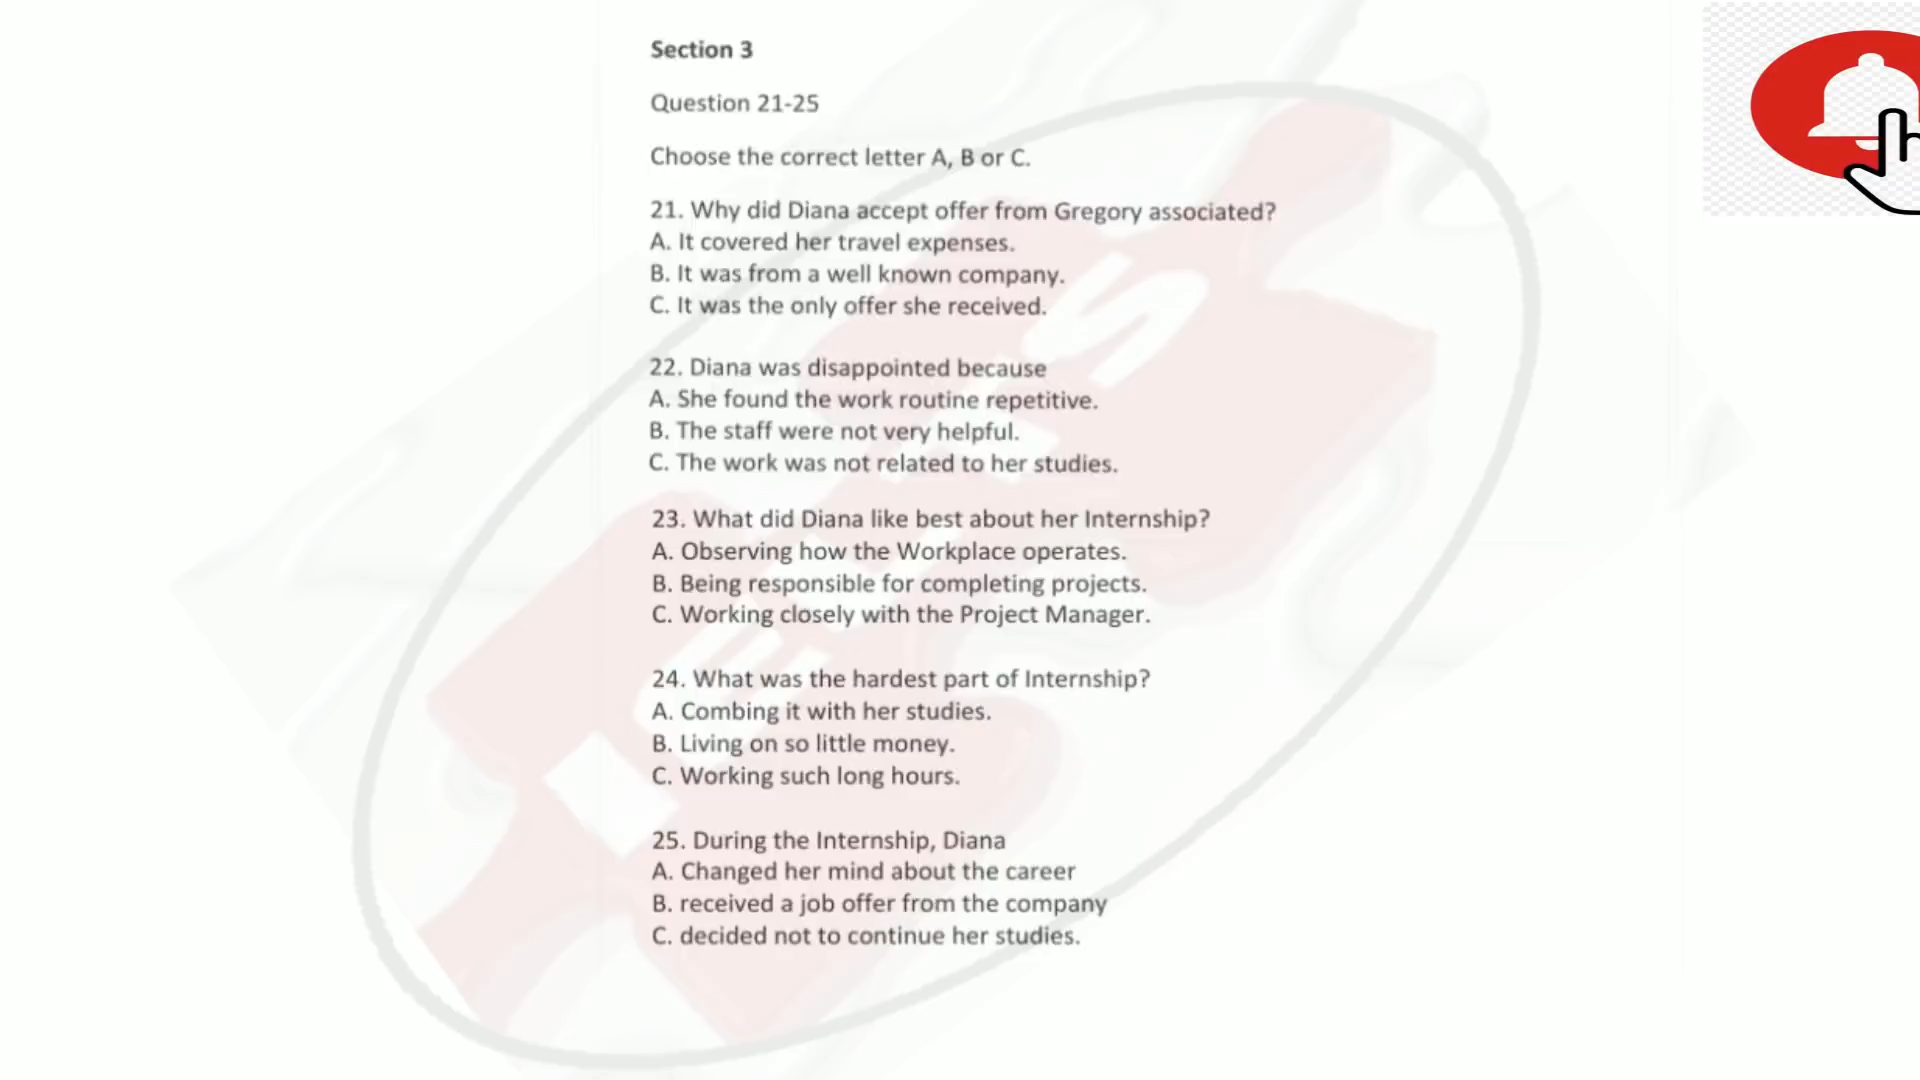 Section 3
Question 21-25
Choose the correct letter A, B or C.
21. Why did Diana accept offer from Gregory associated?
A. It covered her travel expenses.
B. It was from a well known company.
C. It was the only offer she received.
22. Diana was disappointed because
A. She found the work routine repetitive.
B. The staff were not very helpful.
C. The work was not related to her studies.
23. What did Diana like best about her Internship?
A. Observing how the Workplace operates.
B. Being responsible for completing projects.
C. Working closely with the Project Manager.
24. What was the hardest part of Internship?
A. Combing it with her studies.
B. Living on so little money.
C. Working such long hours.
25. During the Internship, Diana
A. Changed her mind about the career
B. received a job offer from the company
C. decided not to continue her studies.
IELTS